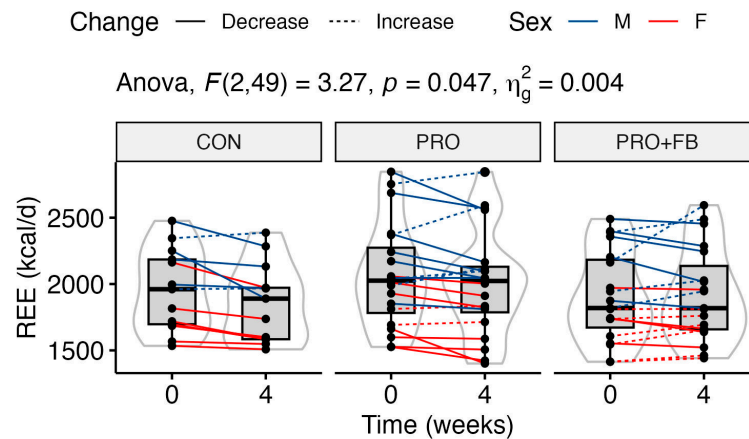 Change Decrease Increase Sex M F
Anova, F(2,49) = 3.27, p = 0.047, η²g = 0.004
CON PRO PRO+FB
REE (kcal/d)
2500
2000
1500
0 4 0 4 0 4
Time (weeks)